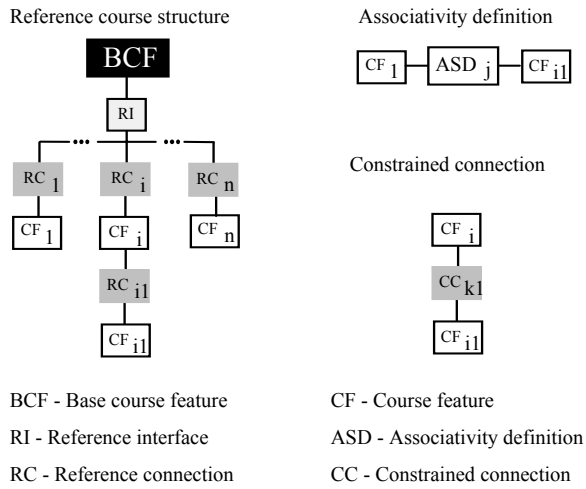 Reference course structure
BCF
RI
... ...
RC 1 RC i RC n
CF 1 CF i CF n
RC i1
CF i1
Associativity definition
CF 1 ASD j CF i1
Constrained connection
CF i
CC k1
CF i1
BCF - Base course feature
RI - Reference interface
RC - Reference connection
CF - Course feature
ASD - Associativity definition
CC - Constrained connection